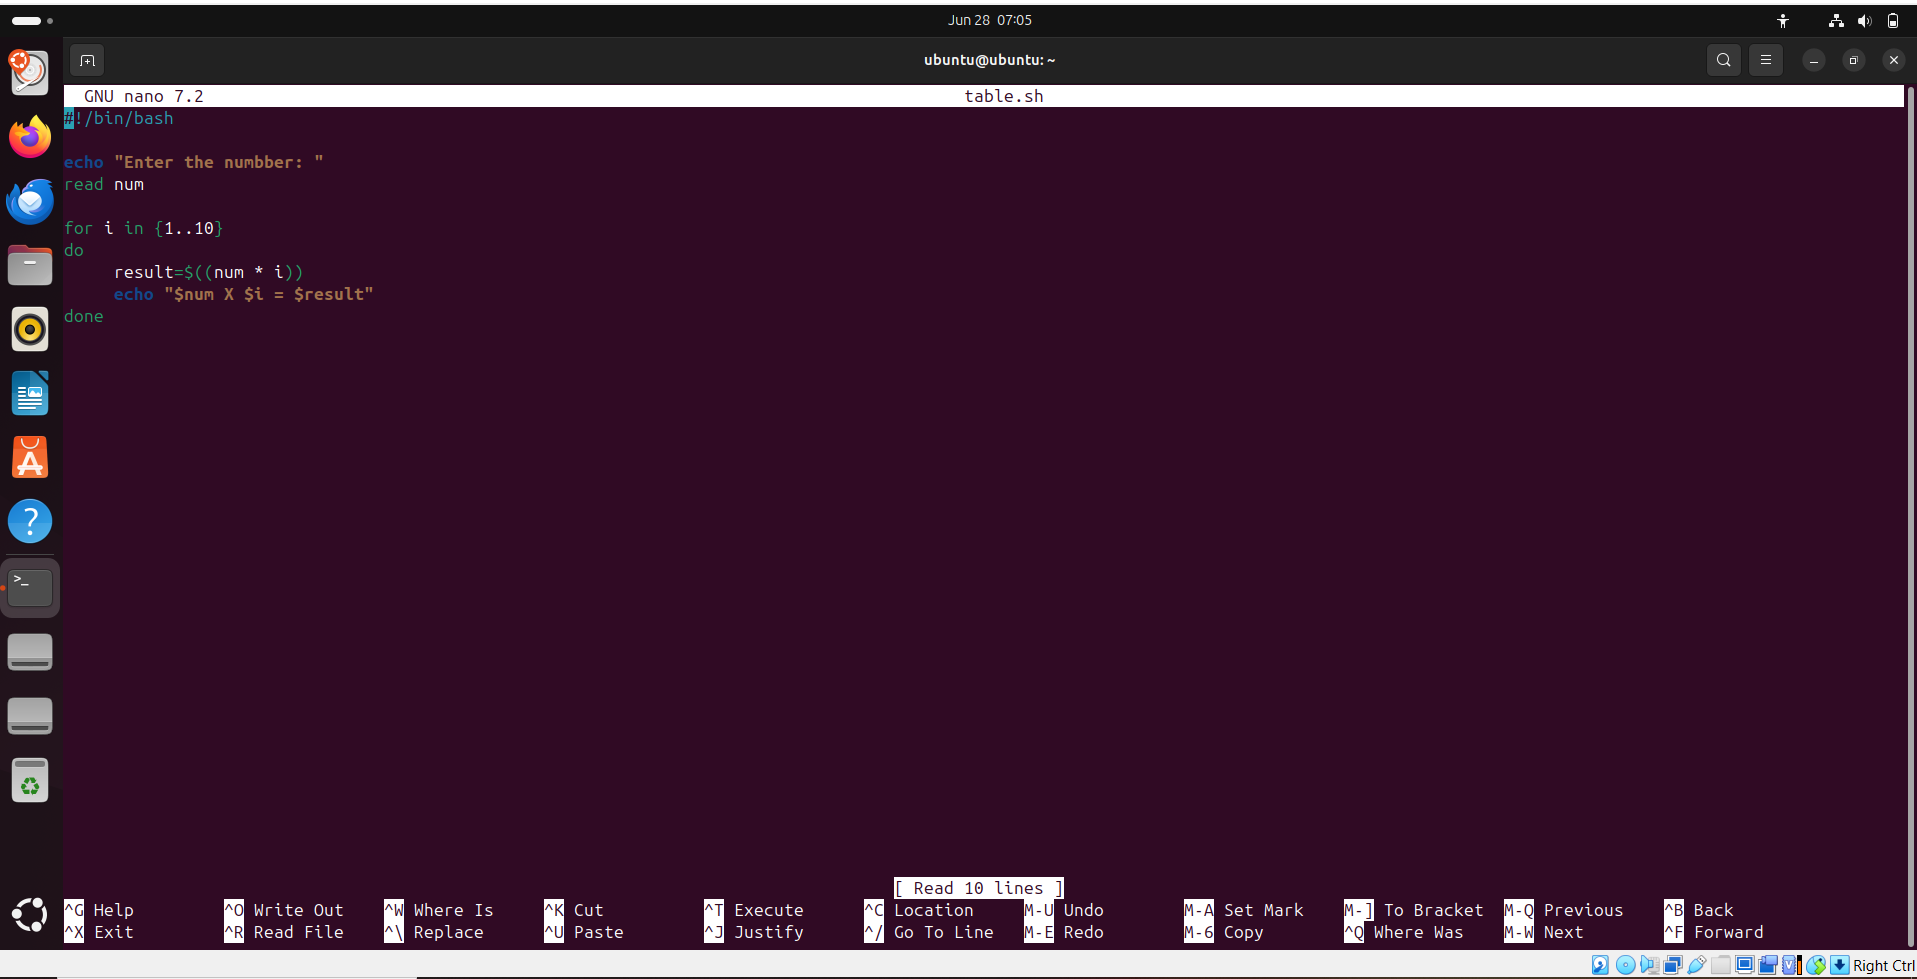 Jun 28 07:05
ubuntu@ubuntu: ~
GNU nano 7.2 table.sh
#!/bin/bash
echo "Enter the numbber: "
read num
for i in {1..10}
do
result=$((num * i))
echo "$num X $i = $result"
done
[ Read 10 lines ]
^G Help ^O Write Out ^W Where Is ^K Cut ^T Execute ^C Location M-U Undo M-A Set Mark M-] To Bracket M-Q Previous ^B Back
^X Exit ^R Read File ^\ Replace ^U Paste ^J Justify ^/ Go To Line M-E Redo M-6 Copy ^Q Where Was M-W Next ^F Forward
Right Ctrl